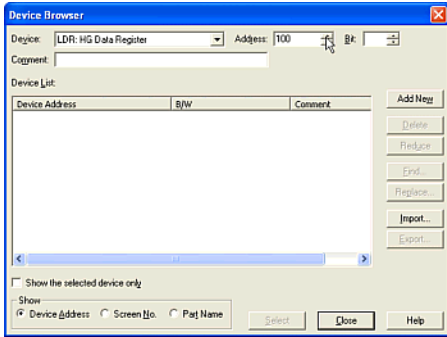 Device Browser
Device: LDR: HG Data Register Address: 100 Bit:
Comment:
Device List:
Device Address B/W Comment
Add New
Delete
Reduce
Find...
Replace...
Import...
Export...
Show the selected device only
Show
Device Address Screen No. Part Name
Select Close Help